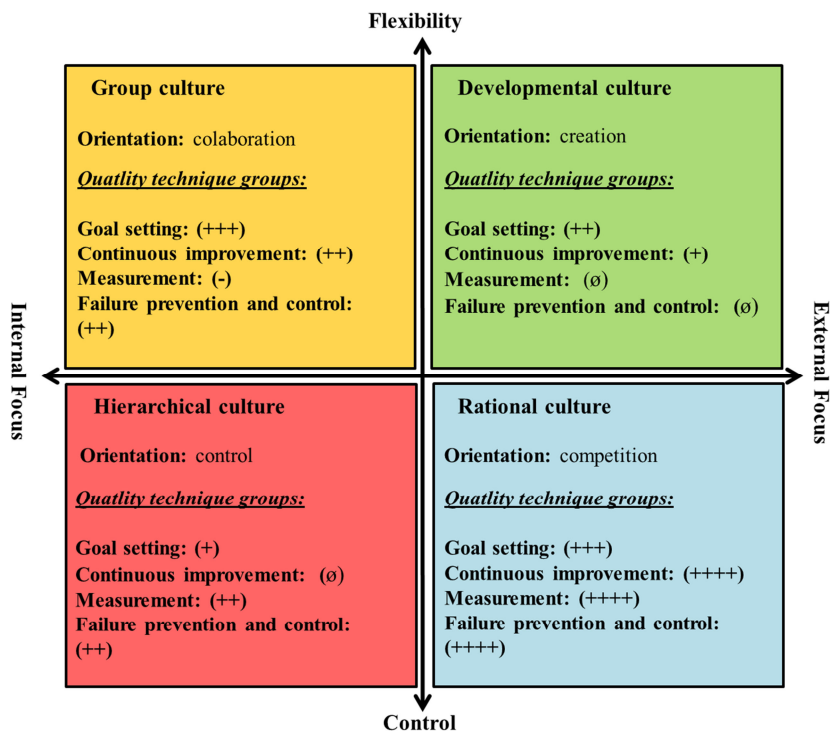 Flexibility
Group culture
Orientation: colaboration
Quatlity technique groups:
Goal setting: (+++)
Continuous improvement: (++)
Measurement: (-)
Failure prevention and control:
(++)
Developmental culture
Orientation: creation
Quatlity technique groups:
Goal setting: (++)
Continuous improvement: (+)
Measurement: (ø)
Failure prevention and control: (ø)
Internal Focus
External Focus
Hierarchical culture
Orientation: control
Quatlity technique groups:
Goal setting: (+)
Continuous improvement: (ø)
Measurement: (++)
Failure prevention and control:
(++)
Rational culture
Orientation: competition
Quatlity technique groups:
Goal setting: (+++)
Continuous improvement: (++++)
Measurement: (++++)
Failure prevention and control:
(++++)
Control